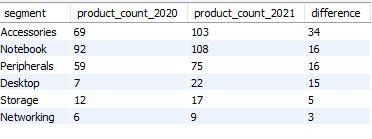 segment product_count_2020 product_count_2021 difference
Accessories 69 103 34
Notebook 92 108 16
Peripherals 59 75 16
Desktop 7 22 15
Storage 12 17 5
Networking 6 9 3